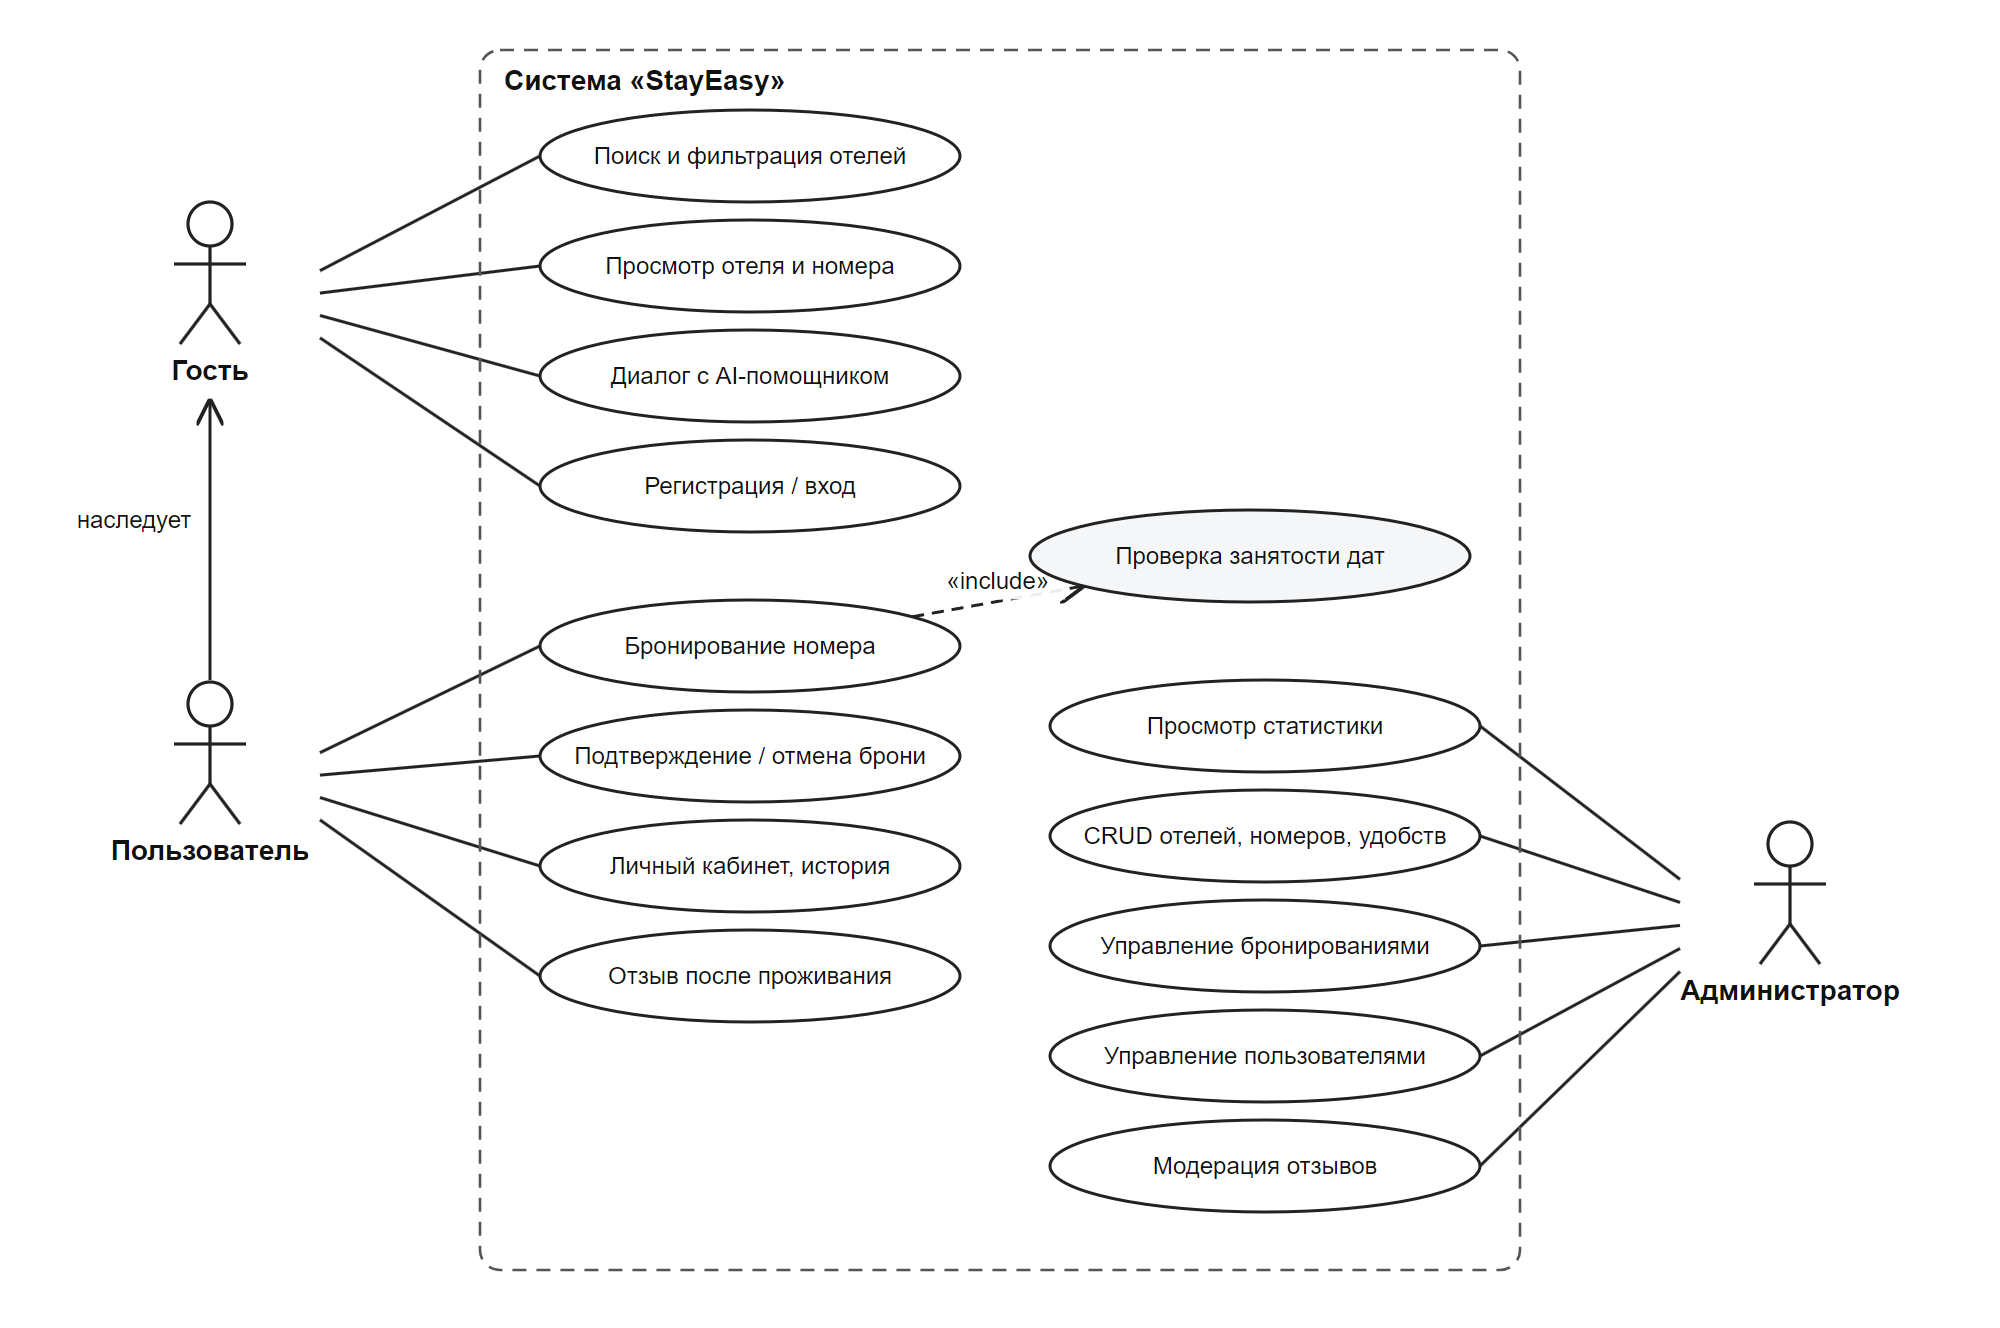 Система «StayEasy»
Поиск и фильтрация отелей
Просмотр отеля и номера
Гость
Диалог с AI-помощником
Регистрация / вход
наследует
Проверка занятости дат
«include»
Бронирование номера
Пользователь
Подтверждение / отмена брони
Личный кабинет, история
Отзыв после проживания
Просмотр статистики
CRUD отелей, номеров, удобств
Управление бронированиями
Администратор
Управление пользователями
Модерация отзывов